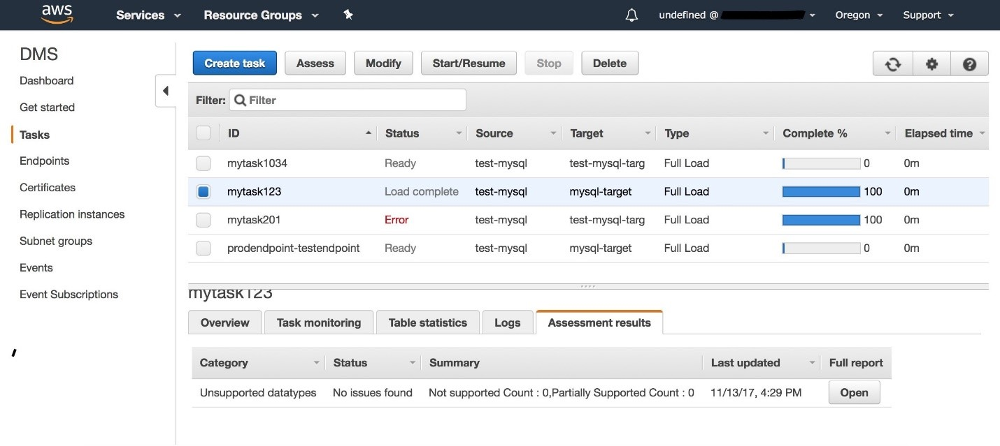 aws Services Resource Groups undefined @ Oregon Support
DMS
Dashboard
Get started
Tasks
Endpoints
Certificates
Replication instances
Subnet groups
Events
Event Subscriptions
Create task Assess Modify Start/Resume Stop Delete
Filter: Filter
ID Status Source Target Type Complete % Elapsed time
mytask1034 Ready test-mysql test-mysql-targ Full Load 0 0m
mytask123 Load complete test-mysql mysql-target Full Load 100 0m
mytask201 Error test-mysql test-mysql-targ Full Load 100 0m
prodendpoint-testendpoint Ready test-mysql mysql-target Full Load 0 0m
mytask123
Overview Task monitoring Table statistics Logs Assessment results
Category Status Summary Last updated Full report
Unsupported datatypes No issues found Not supported Count : 0,Partially Supported Count : 0 11/13/17, 4:29 PM Open